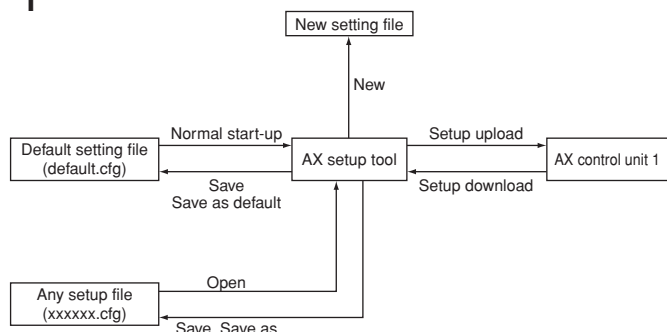 New setting file
New
Normal start-up
Setup upload
Default setting file
(default.cfg)
AX setup tool
AX control unit 1
Save
Save as default
Setup download
Open
Any setup file
(xxxxxx.cfg)
Save, Save as